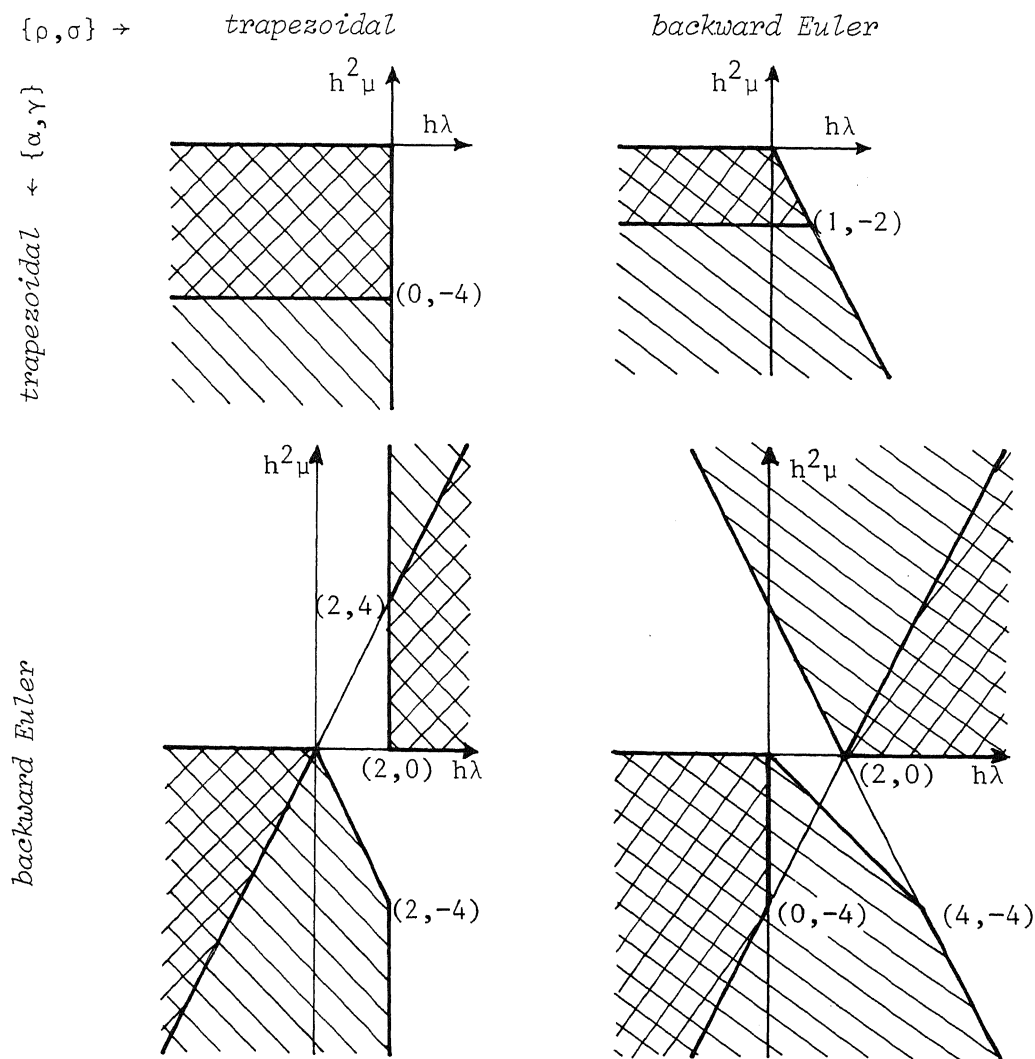 {ρ,σ} → trapezoidal backward Euler
trapezoidal ← {α,γ}
h²μ
hλ
(0,-4)
h²μ
hλ
(1,-2)
backward Euler
h²μ
(2,4)
(2,0) hλ
(2,-4)
h²μ
(2,0)
hλ
(0,-4)
(4,-4)